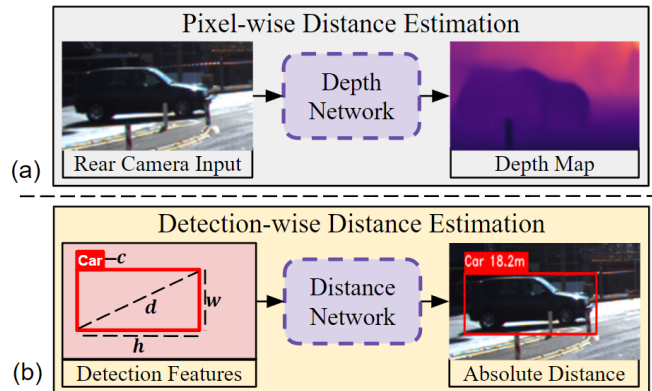 Pixel-wise Distance Estimation
Depth
Network
Rear Camera Input
Depth Map
(a)
Detection-wise Distance Estimation
Car
c
d
w
h
Distance
Network
Car 18.2m
Detection Features
Absolute Distance
(b)